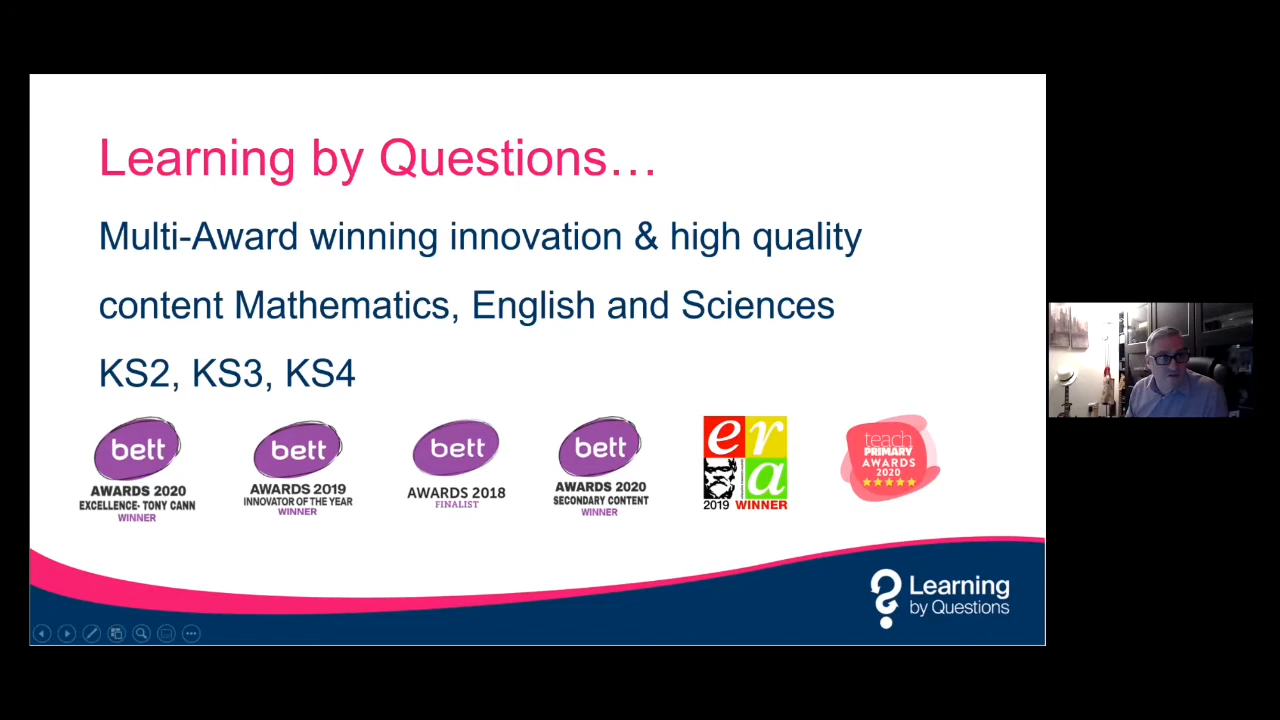 Learning by Questions…
Multi-Award winning innovation & high quality
content Mathematics, English and Sciences
KS2, KS3, KS4
bett
AWARDS 2020
EXCELLENCE- TONY CANN
WINNER
bett
AWARDS 2019
INNOVATOR OF THE YEAR
WINNER
bett
AWARDS 2018
FINALIST
bett
AWARDS 2020
SECONDARY CONTENT
WINNER
er
a
2019 WINNER
teach
PRIMARY
AWARDS
2020
Learning
by Questions